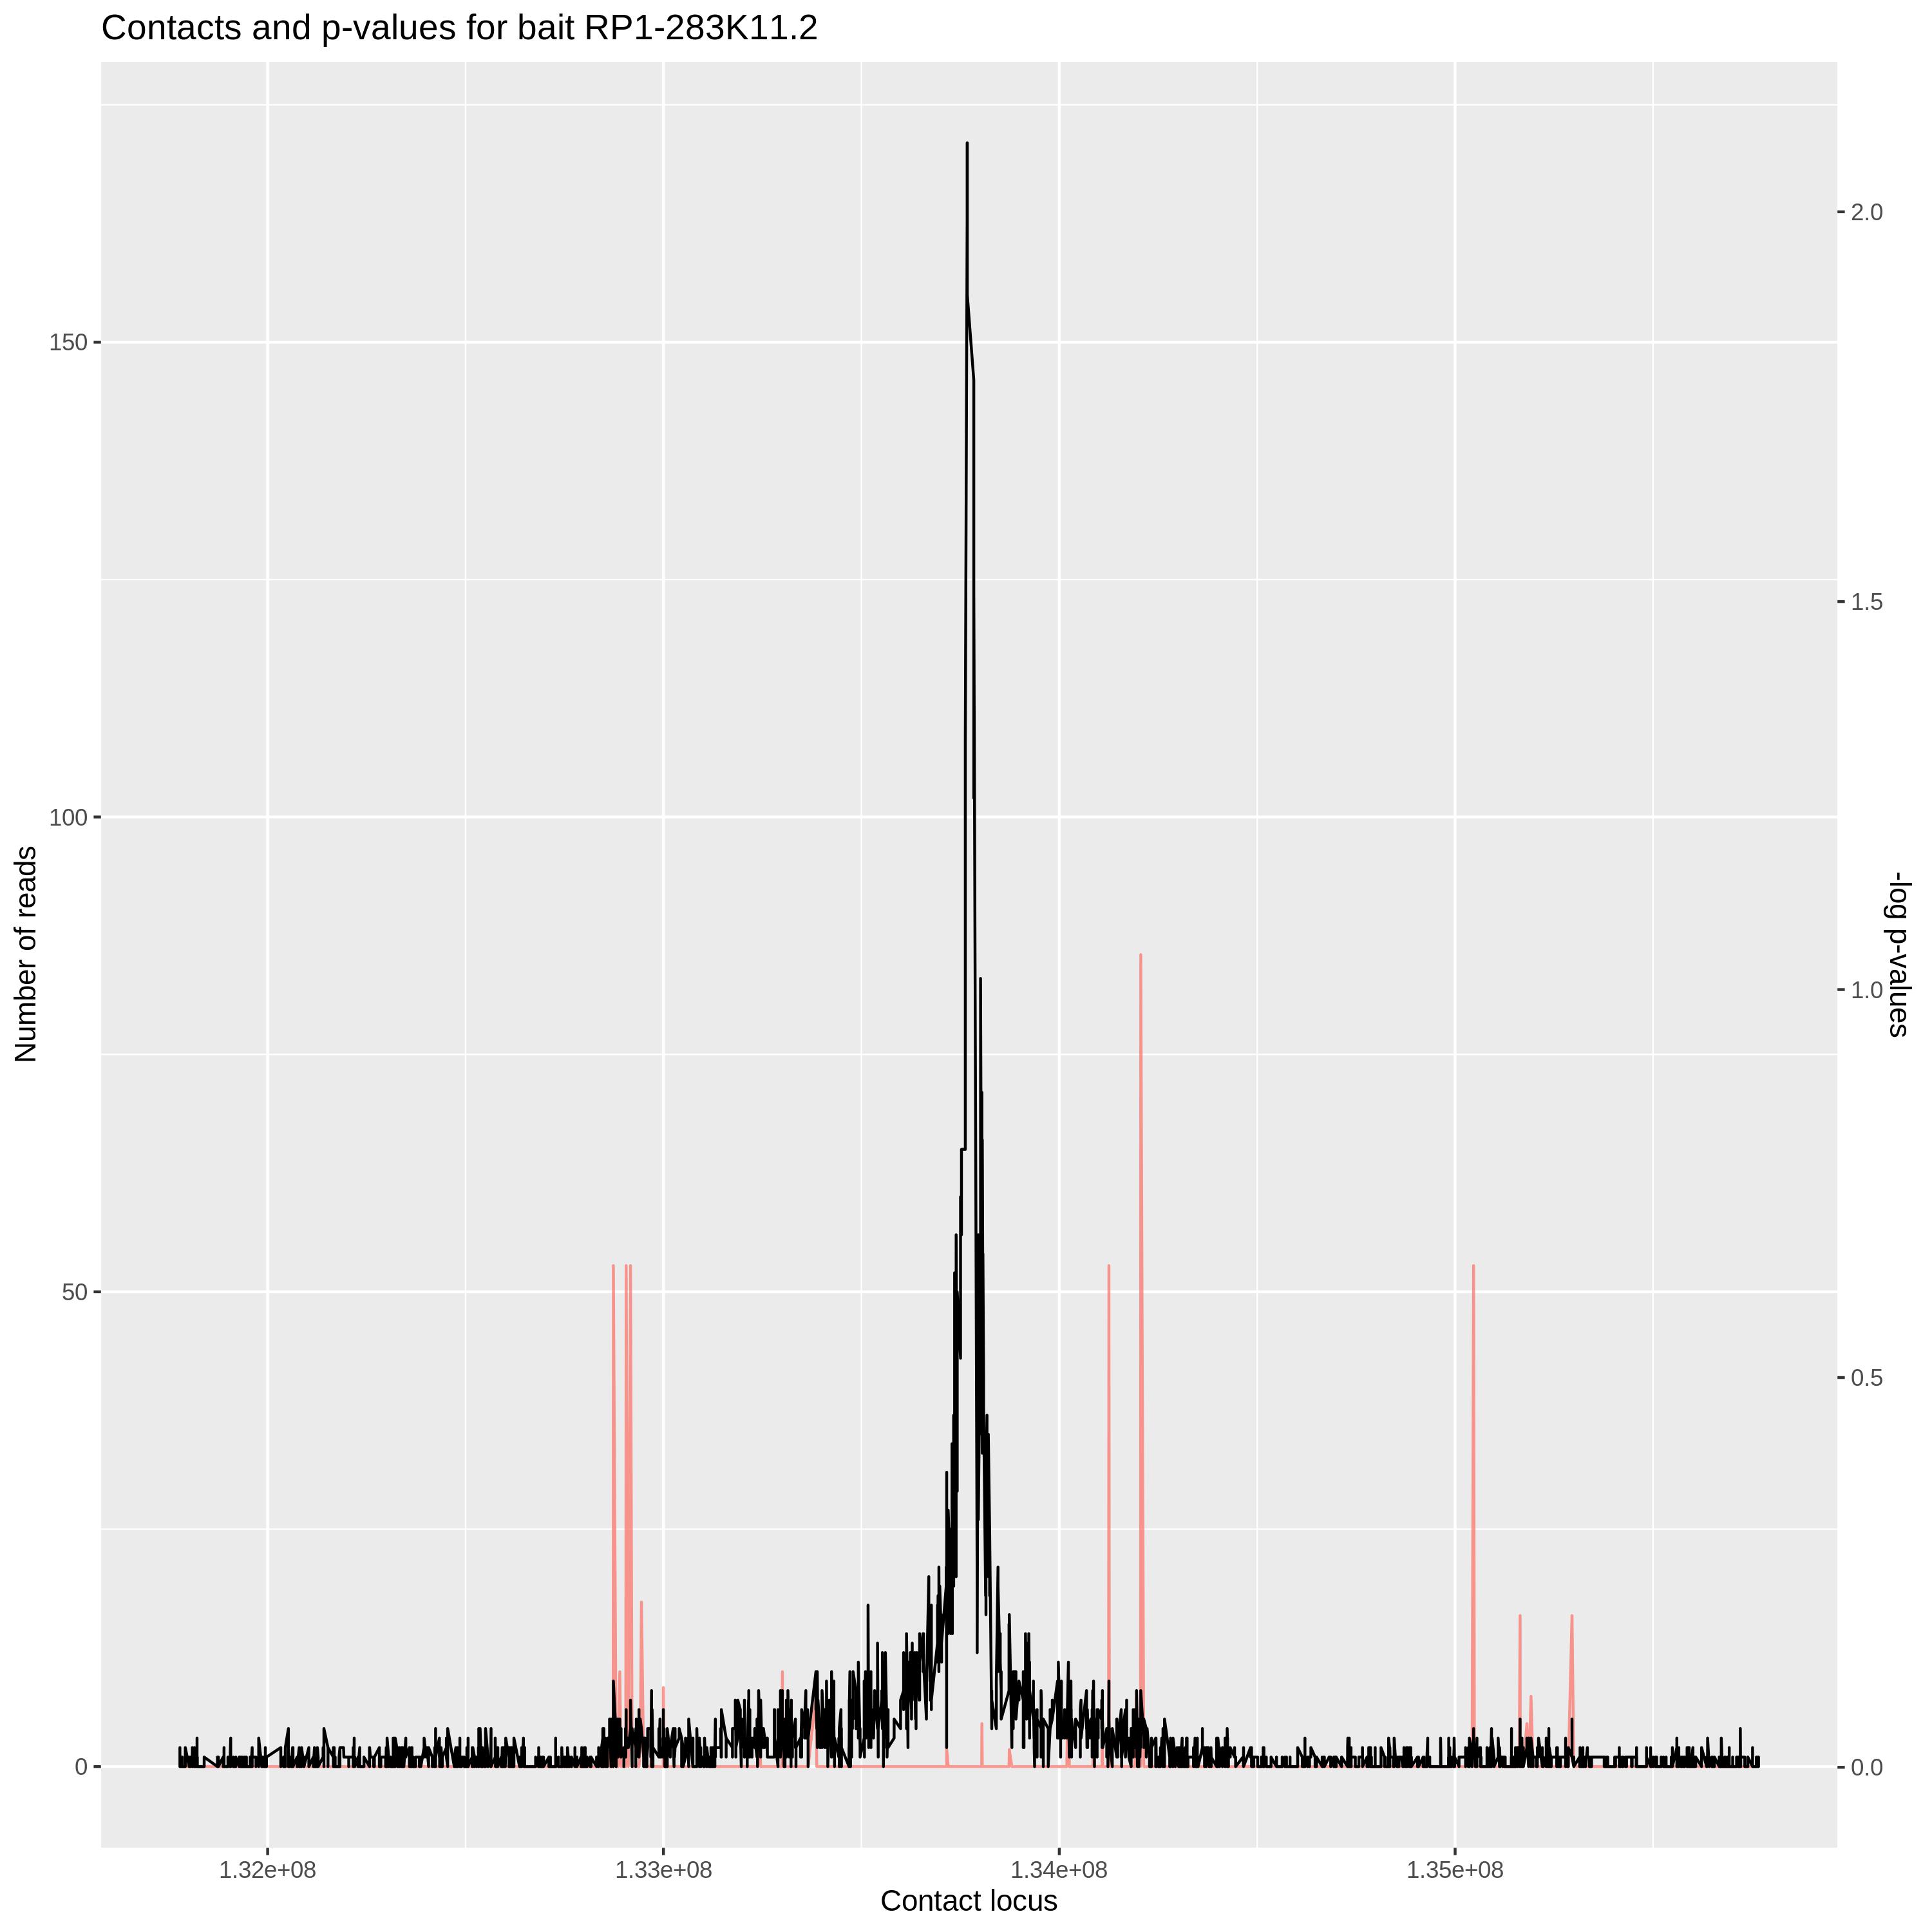 Contacts and p-values for bait RP1-283K11.2
150
100
50
0
Number of reads
2.0
1.5
1.0
0.5
0.0
-log p-values
1.32e+08 1.33e+08 1.34e+08 1.35e+08
Contact locus